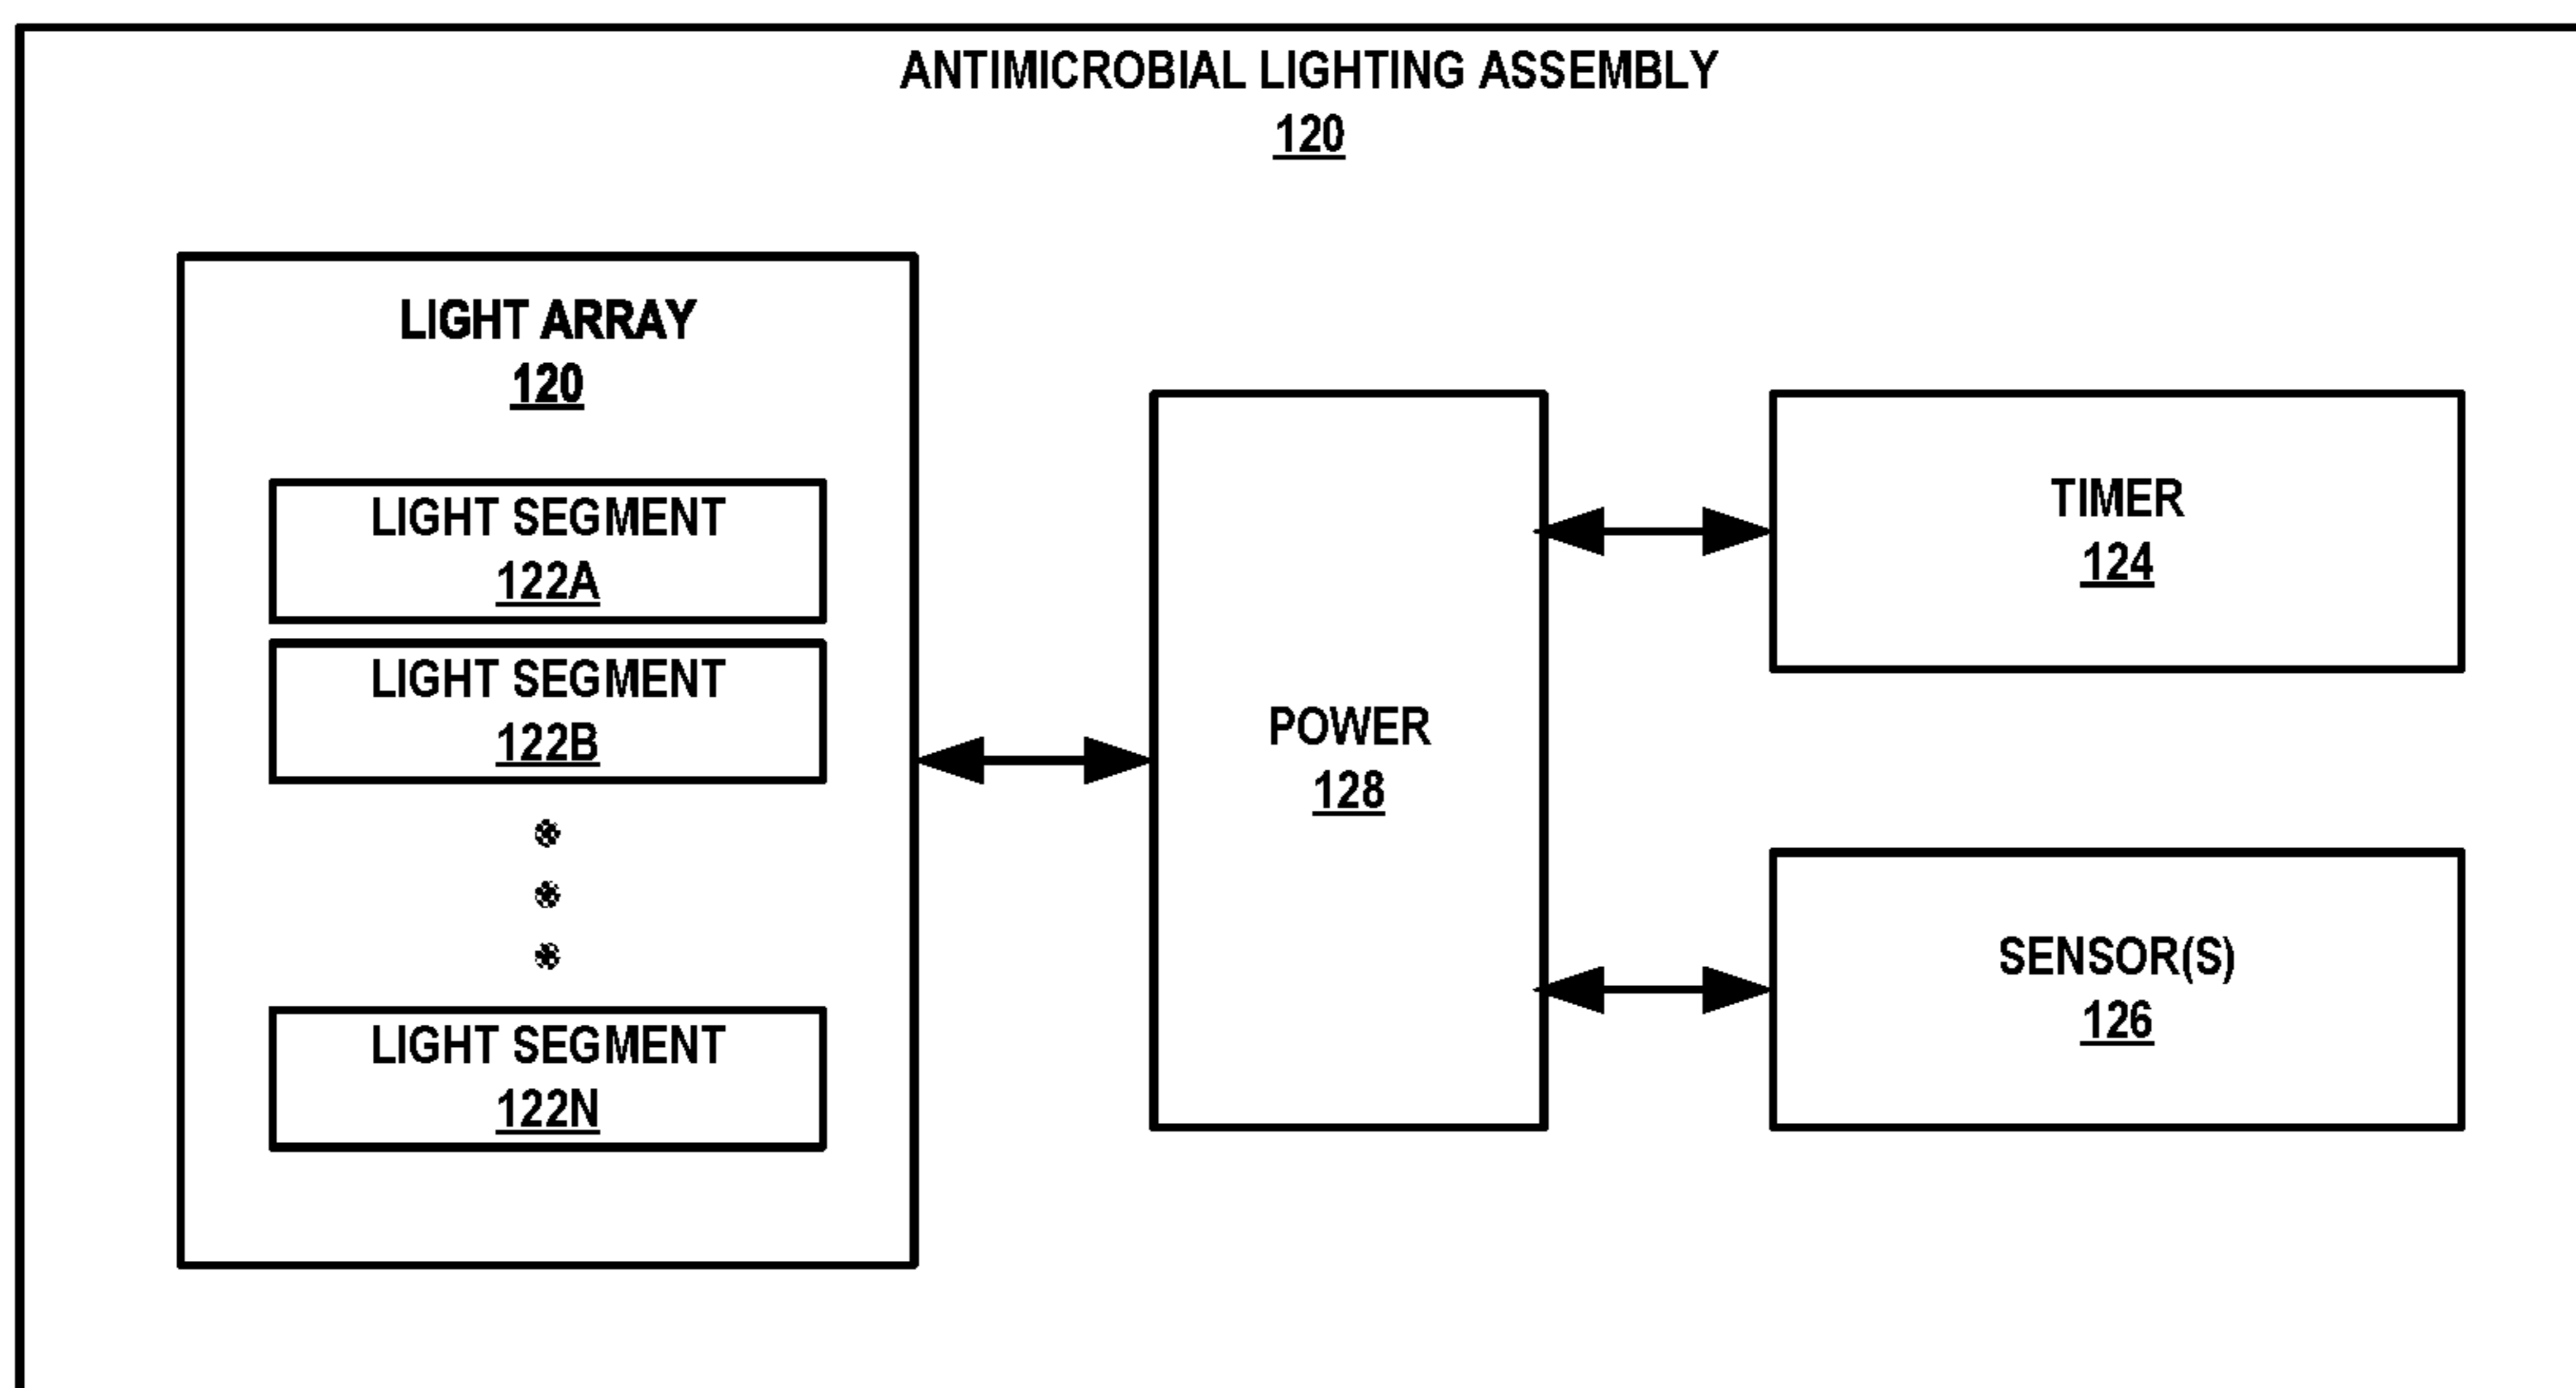 ANTIMICROBIAL LIGHTING ASSEMBLY
120
LIGHT ARRAY
120
LIGHT SEGMENT
122A
LIGHT SEGMENT
122B
LIGHT SEGMENT
122N
POWER
128
TIMER
124
SENSOR(S)
126